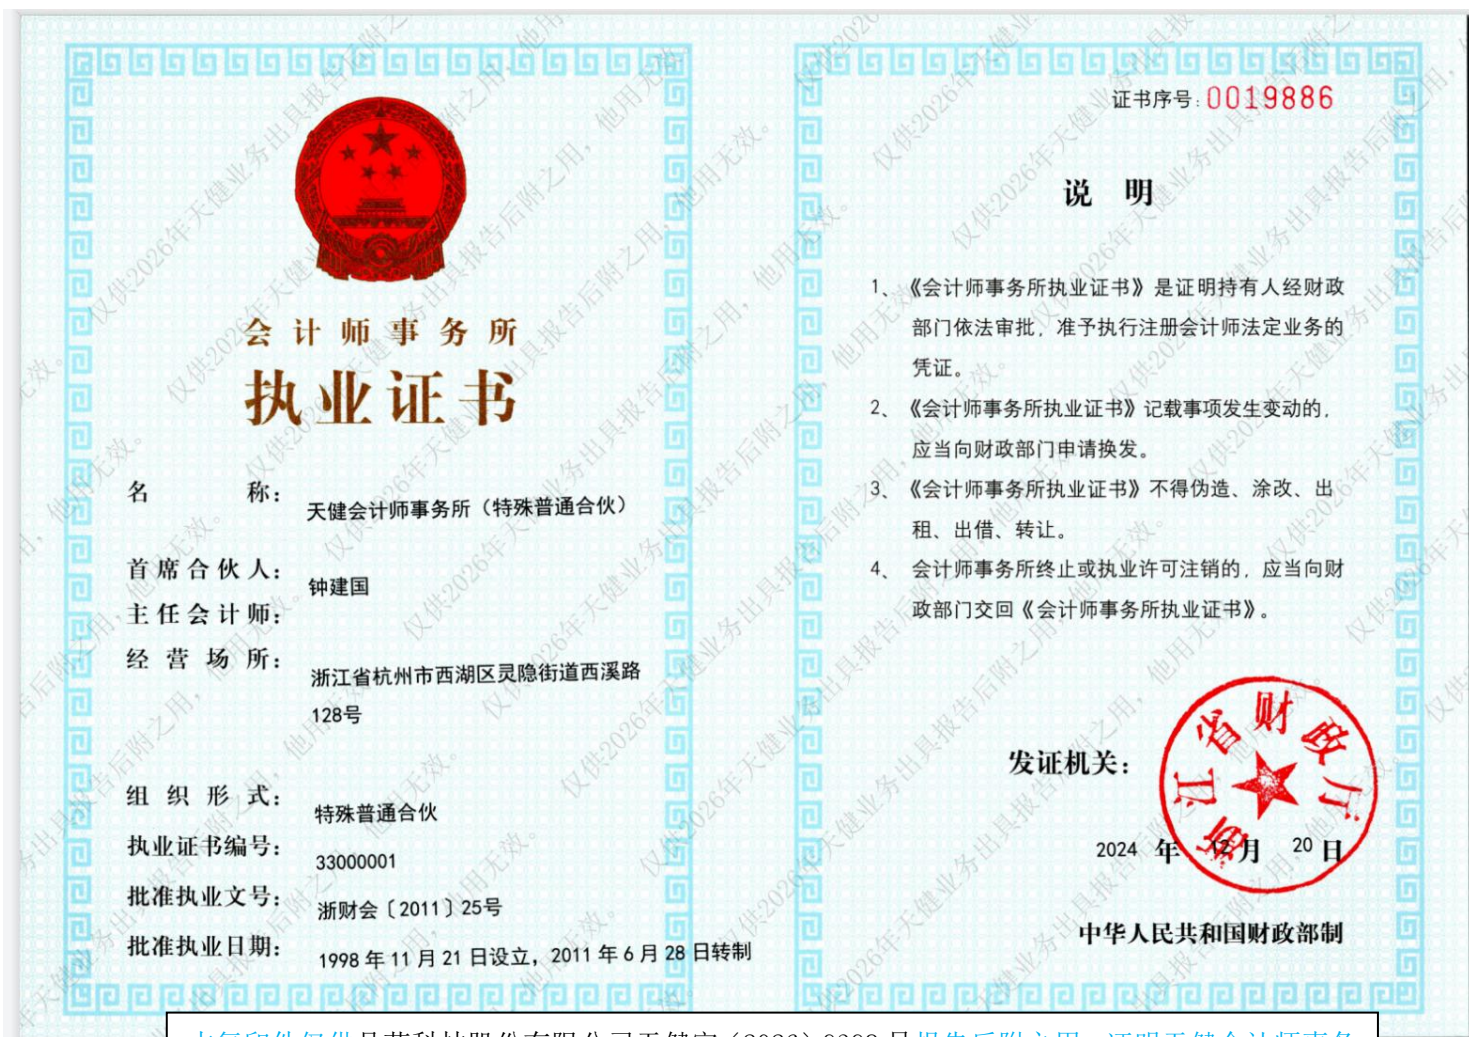 会计师事务所
执业证书
名 称：
天健会计师事务所（特殊普通合伙）
首席合伙人：
钟建国
主任会计师：
经营场所：
浙江省杭州市西湖区灵隐街道西溪路
128号
组织形式：
特殊普通合伙
执业证书编号：
33000001
批准执业文号：
浙财会〔2011〕25号
批准执业日期：
1998年11月21日设立，2011年6月28日转制
证书序号：0019886
说 明
1、《会计师事务所执业证书》是证明持有人经财政
部门依法审批，准予执行注册会计师法定业务的
凭证。
2、《会计师事务所执业证书》记载事项发生变动的，
应当向财政部门申请换发。
3、《会计师事务所执业证书》不得伪造、涂改、出
租、出借、转让。
4、会计师事务所终止或执业许可注销的，应当向财
政部门交回《会计师事务所执业证书》。
发证机关：
浙江省财政厅
2024年12月20日
中华人民共和国财政部制
仅供2026年天健业务出具报告后附之用，他用无效。